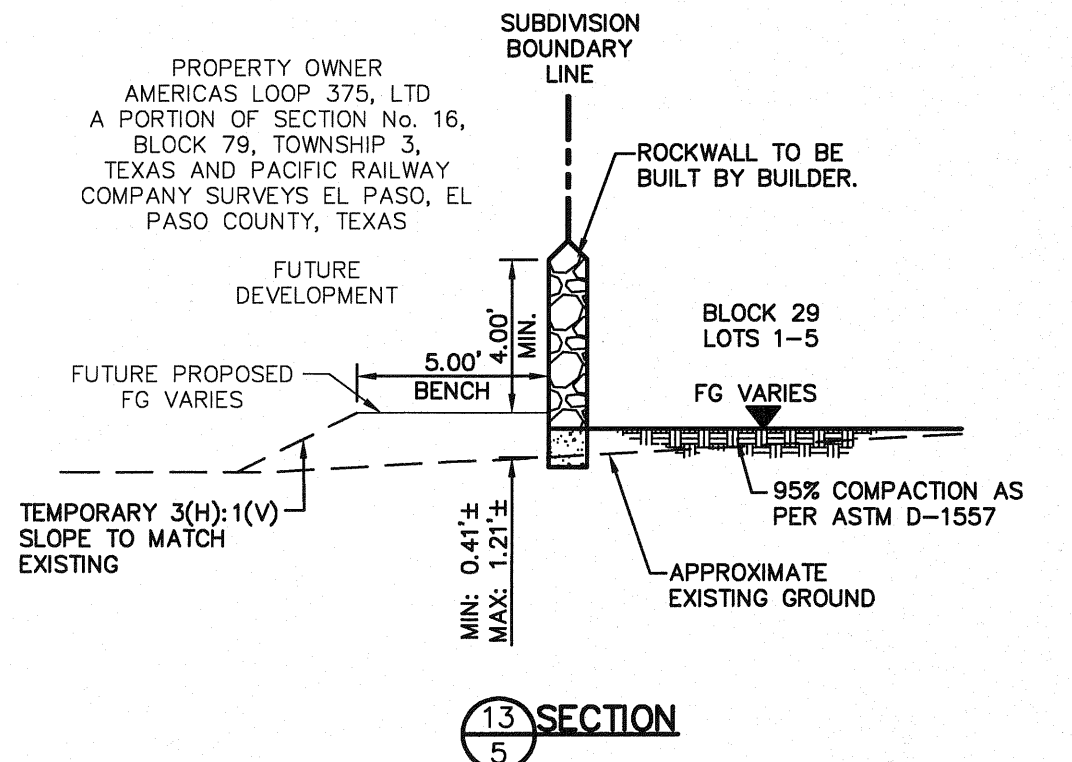 SUBDIVISION
BOUNDARY
LINE
PROPERTY OWNER
AMERICAS LOOP 375, LTD
A PORTION OF SECTION No. 16,
BLOCK 79, TOWNSHIP 3,
TEXAS AND PACIFIC RAILWAY
COMPANY SURVEYS EL PASO, EL
PASO COUNTY, TEXAS
ROCKWALL TO BE
BUILT BY BUILDER.
FUTURE
DEVELOPMENT
4.00'
MIN.
BLOCK 29
LOTS 1-5
5.00'
BENCH
FUTURE PROPOSED
FG VARIES
FG VARIES
TEMPORARY 3(H):1(V)
SLOPE TO MATCH
EXISTING
95% COMPACTION AS
PER ASTM D-1557
MIN: 0.41'±
MAX: 1.21'±
APPROXIMATE
EXISTING GROUND
13
5
SECTION